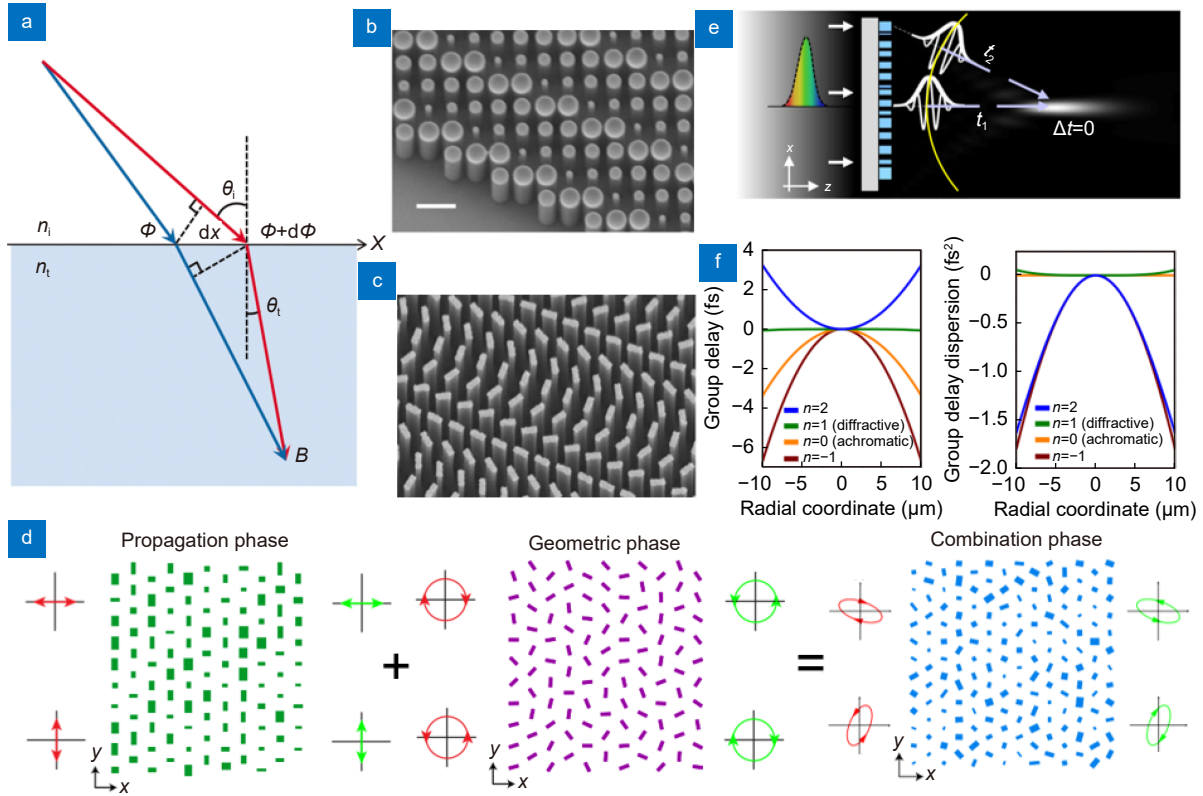 a
θi
ni
Φ
dx
Φ+dΦ
X
nt
θt
B
b
c
e
t2
t1
Δt=0
x
z
f
Group delay (fs)
4
2
0
−2
−4
−6
n=2
n=1 (diffractive)
n=0 (achromatic)
n=−1
−10
−5
0
5
10
Radial coordinate (µm)
Group delay dispersion (fs²)
0
−0.5
−1.0
−1.5
−2.0
n=2
n=1 (diffractive)
n=0 (achromatic)
n=−1
−10
−5
0
5
10
Radial coordinate (µm)
d
Propagation phase
Geometric phase
Combination phase
+
=
y
x
y
x
y
x